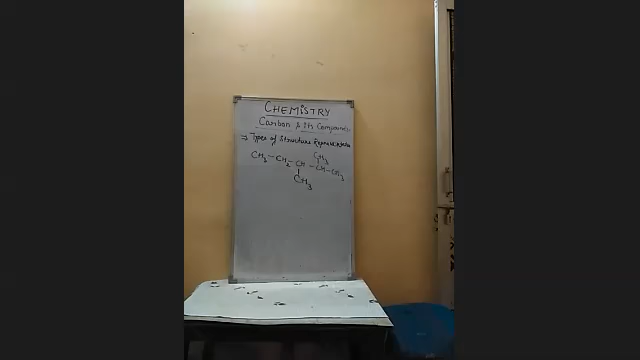 CHEMISTRY
Carbon & its Compounds
⇒ Types of Structure Representation
CH3
CH3 - CH2 - CH - CH - CH3
CH3